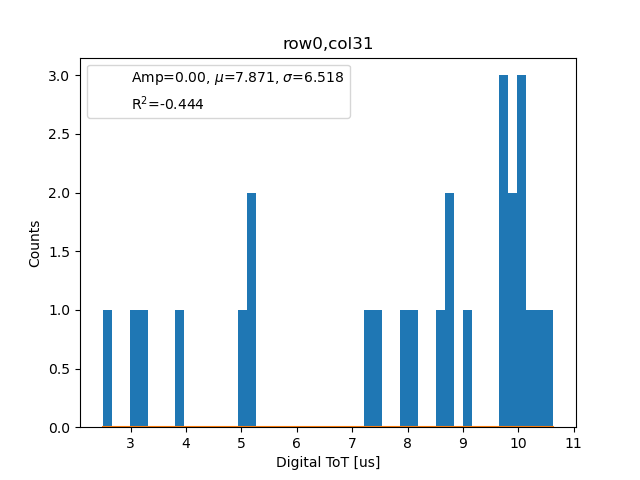 row0,col31
Amp=0.00, μ=7.871, σ=6.518
R²=-0.444
3.0
2.5
2.0
1.5
1.0
0.5
0.0
Counts
3 4 5 6 7 8 9 10 11
Digital ToT [us]